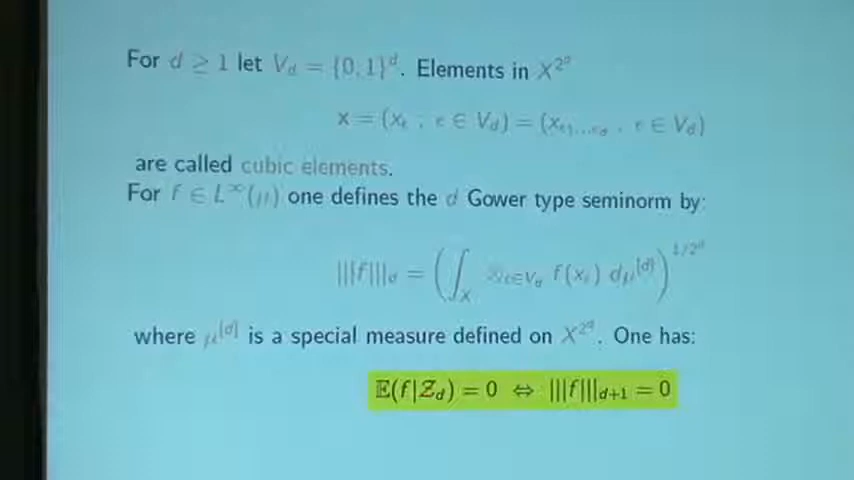 For d ≥ 1 let V_d = {0,1}^d. Elements in X^{2^d}
x = (x_ϵ , ϵ ∈ V_d) = (x_{ϵ_1...ϵ_d} , ϵ ∈ V_d)
are called cubic elements.
For f ∈ L^∞(μ) one defines the d Gower type seminorm by:
|||f|||_d = (∫_X ⊗_{ϵ∈V_d} f(x_ϵ) dμ^{[d]})^{1/2^d}
where μ^{[d]} is a special measure defined on X^{2^d}. One has:
𝔼(f|𝒵_d) = 0 ⇔ |||f|||_{d+1} = 0